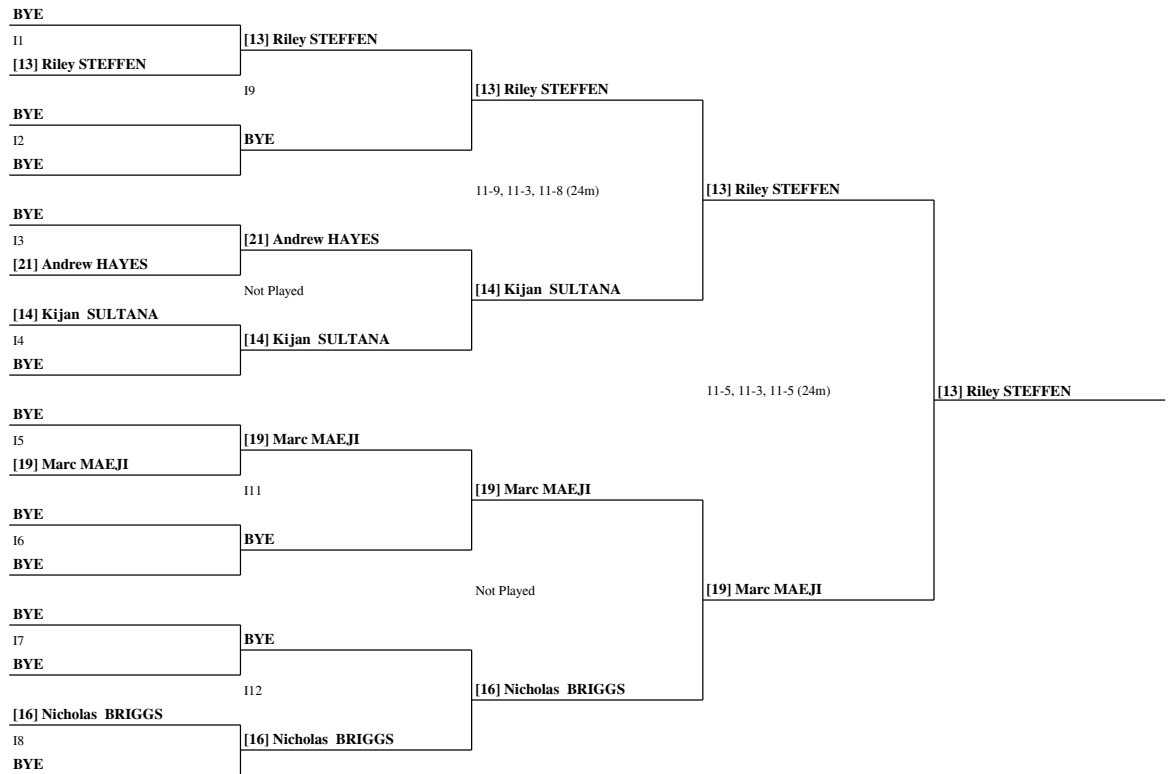 BYE
I1
[13] Riley STEFFEN
BYE
I2
BYE
BYE
I3
[21] Andrew HAYES
[14] Kijan SULTANA
I4
BYE
BYE
I5
[19] Marc MAEJI
BYE
I6
BYE
BYE
I7
BYE
[16] Nicholas BRIGGS
I8
BYE
[13] Riley STEFFEN
I9
BYE
[21] Andrew HAYES
Not Played
[14] Kijan SULTANA
[19] Marc MAEJI
I11
BYE
BYE
I12
[16] Nicholas BRIGGS
[13] Riley STEFFEN
11-9, 11-3, 11-8 (24m)
[14] Kijan SULTANA
[19] Marc MAEJI
Not Played
[16] Nicholas BRIGGS
[13] Riley STEFFEN
11-5, 11-3, 11-5 (24m)
[19] Marc MAEJI
[13] Riley STEFFEN